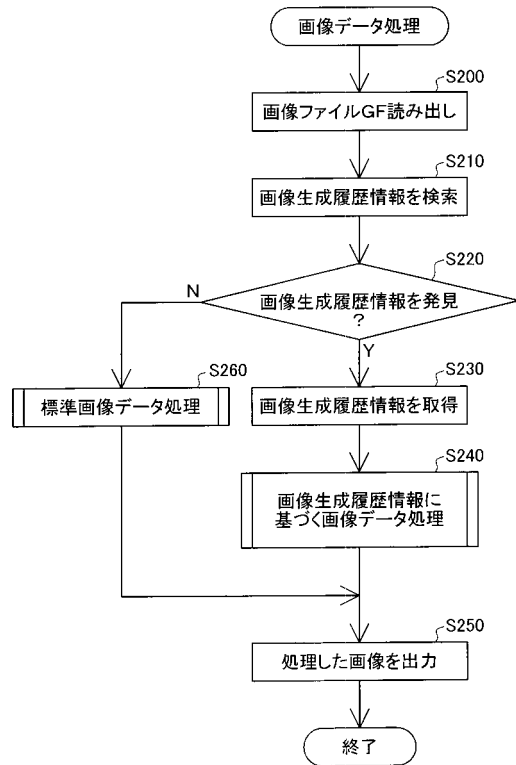 画像データ処理
S200
画像ファイルGF読み出し
S210
画像生成履歴情報を検索
S220
画像生成履歴情報を発見
?
N
Y
S260
標準画像データ処理
S230
画像生成履歴情報を取得
S240
画像生成履歴情報に
基づく画像データ処理
S250
処理した画像を出力
終了